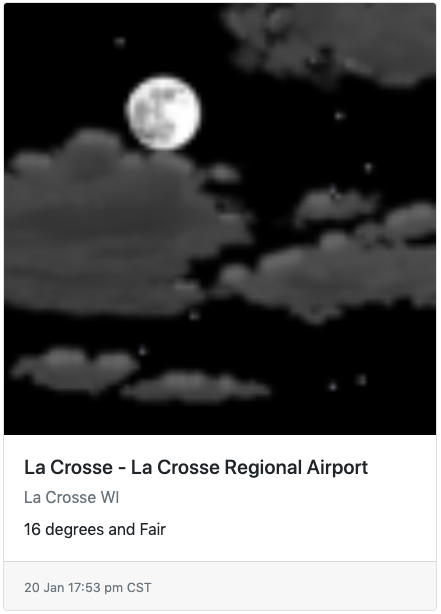 La Crosse - La Crosse Regional Airport
La Crosse WI
16 degrees and Fair
20 Jan 17:53 pm CST